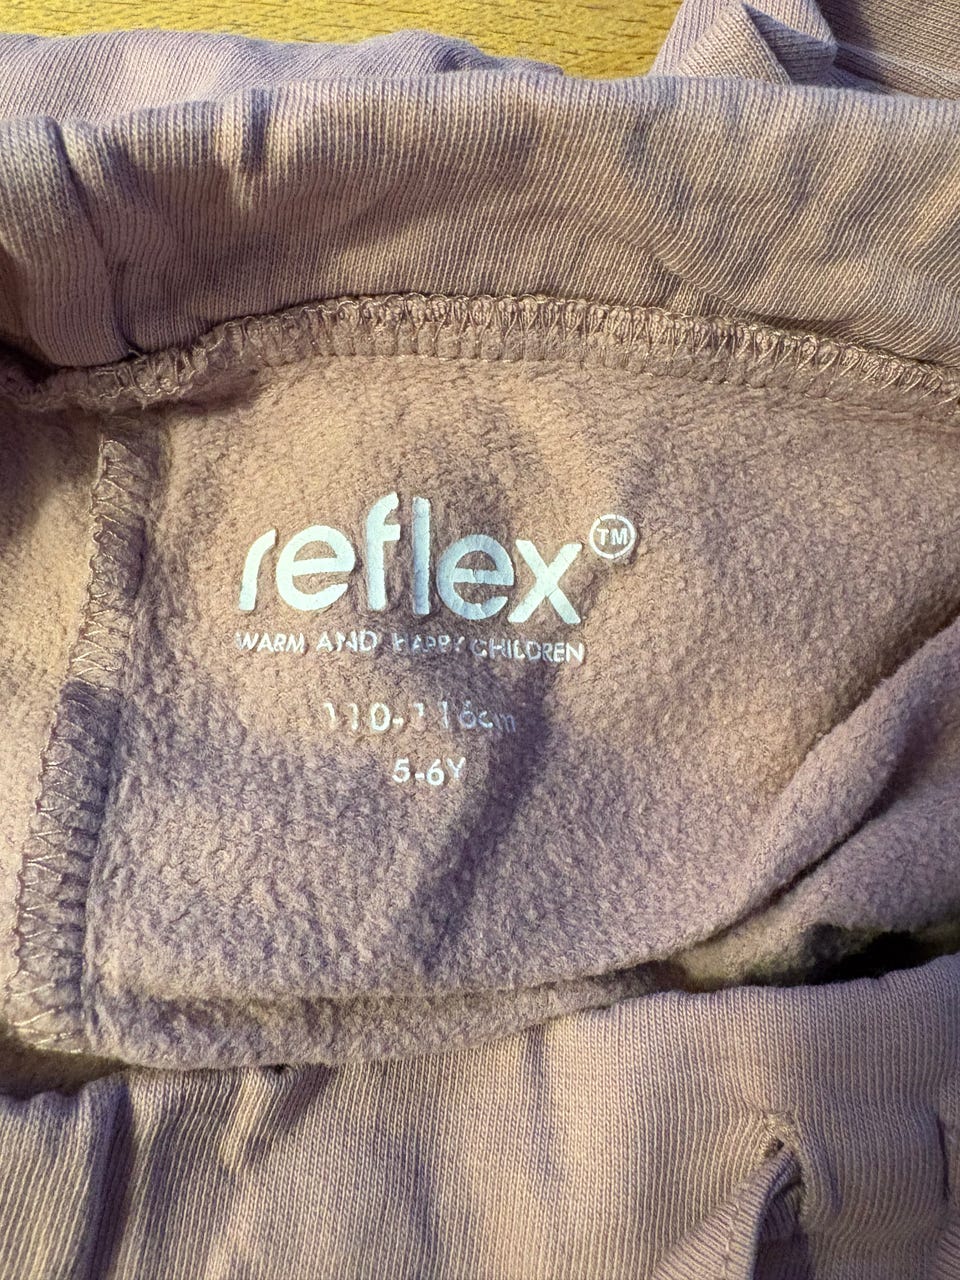 reflex™
WARM AND HAPPY CHILDREN
110-116cm
5-6Y